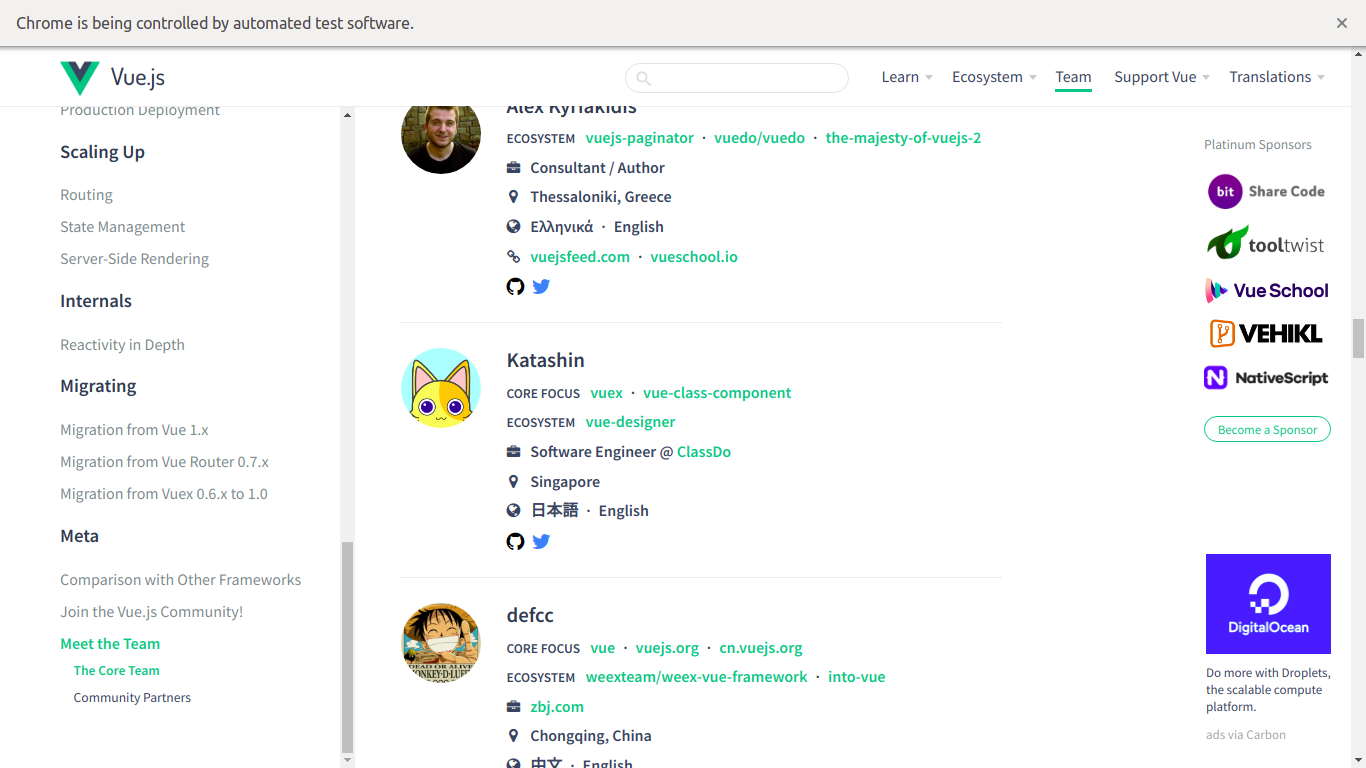 Chrome is being controlled by automated test software.
Vue.js
Learn
Ecosystem
Team
Support Vue
Translations
Production Deployment
Scaling Up
Routing
State Management
Server-Side Rendering
Internals
Reactivity in Depth
Migrating
Migration from Vue 1.x
Migration from Vue Router 0.7.x
Migration from Vuex 0.6.x to 1.0
Meta
Comparison with Other Frameworks
Join the Vue.js Community!
Meet the Team
The Core Team
Community Partners
Alex Kyriakidis
ECOSYSTEM vuejs-paginator · vuedo/vuedo · the-majesty-of-vuejs-2
Consultant / Author
Thessaloniki, Greece
Ελληνικά · English
vuejsfeed.com · vueschool.io
Katashin
CORE FOCUS vuex · vue-class-component
ECOSYSTEM vue-designer
Software Engineer @ ClassDo
Singapore
日本語 · English
defcc
DEAD OR ALIVE
MONKEY·D·LUFFY
CORE FOCUS vue · vuejs.org · cn.vuejs.org
ECOSYSTEM weexteam/weex-vue-framework · into-vue
zbj.com
Chongqing, China
中文 · English
Platinum Sponsors
bit Share Code
tooltwist
Vue School
VEHIKL
NativeScript
Become a Sponsor
DigitalOcean
Do more with Droplets,
the scalable compute
platform.
ads via Carbon